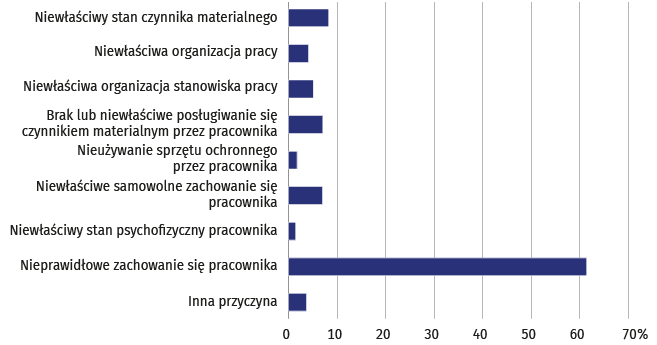 Niewłaściwy stan czynnika materialnego
Niewłaściwa organizacja pracy
Niewłaściwa organizacja stanowiska pracy
Brak lub niewłaściwe posługiwanie się
czynnikiem materialnym przez pracownika
Nieużywanie sprzętu ochronnego
przez pracownika
Niewłaściwe samowolne zachowanie się
pracownika
Niewłaściwy stan psychofizyczny pracownika
Nieprawidłowe zachowanie się pracownika
Inna przyczyna
0 10 20 30 40 50 60 70%